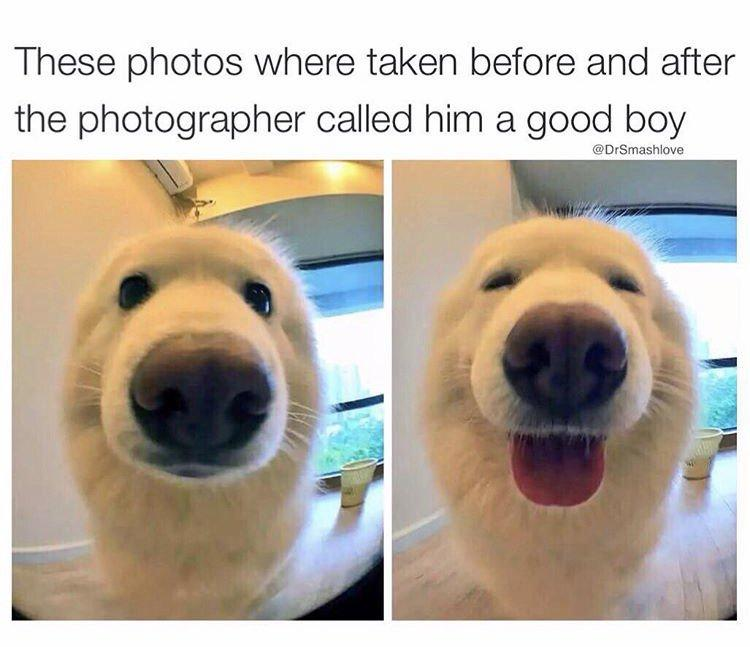 These photos where taken before and after
the photographer called him a good boy
@DrSmashlove